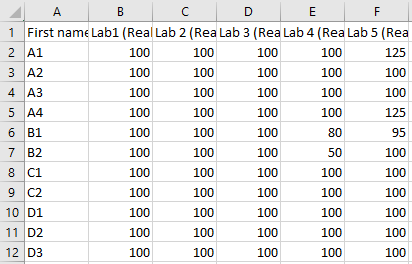 A B C D E F
1 First name Lab1 (Real Lab 2 (Rea Lab 3 (Rea Lab 4 (Rea Lab 5 (Rea
2 A1 100 100 100 100 125
3 A2 100 100 100 100 100
4 A3 100 100 100 100 100
5 A4 100 100 100 100 125
6 B1 100 100 100 80 95
7 B2 100 100 100 50 100
8 C1 100 100 100 100 100
9 C2 100 100 100 100 100
10 D1 100 100 100 100 100
11 D2 100 100 100 100 100
12 D3 100 100 100 100 100